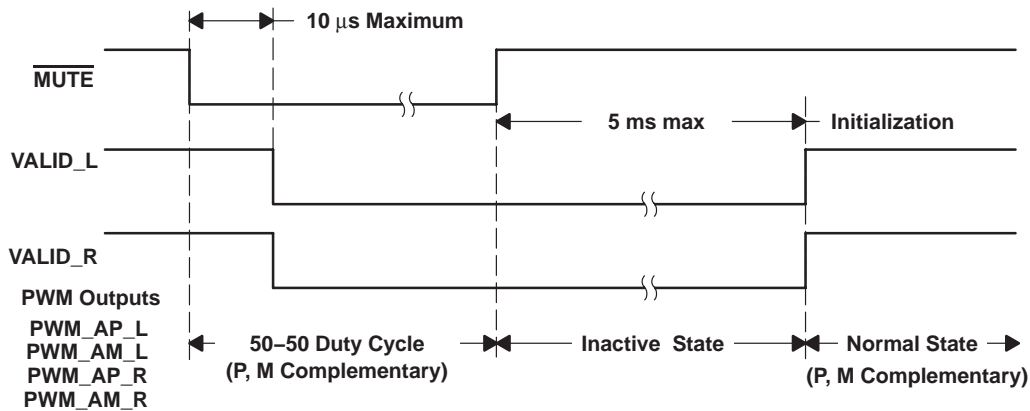 10 μs Maximum
MUTE
5 ms max
Initialization
VALID_L
VALID_R
PWM Outputs
PWM_AP_L
PWM_AM_L
PWM_AP_R
PWM_AM_R
50−50 Duty Cycle
(P, M Complementary)
Inactive State
Normal State
(P, M Complementary)